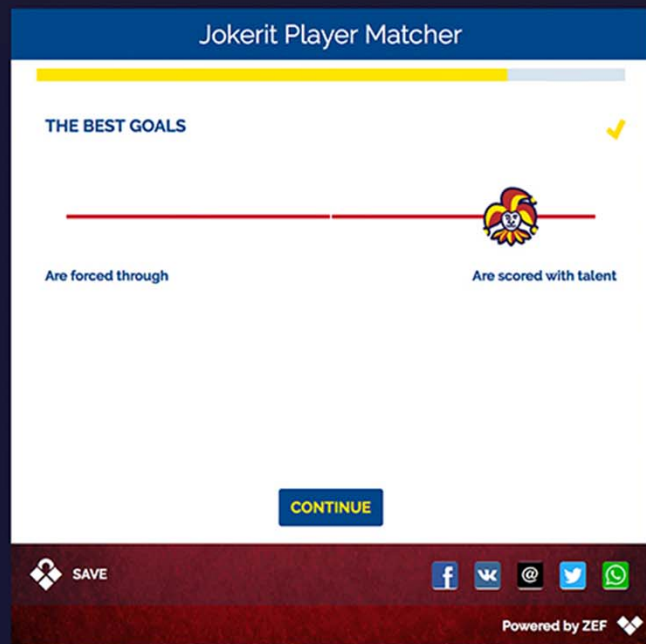 Jokerit Player Matcher
THE BEST GOALS
Are forced through
Are scored with talent
CONTINUE
SAVE
Powered by ZEF